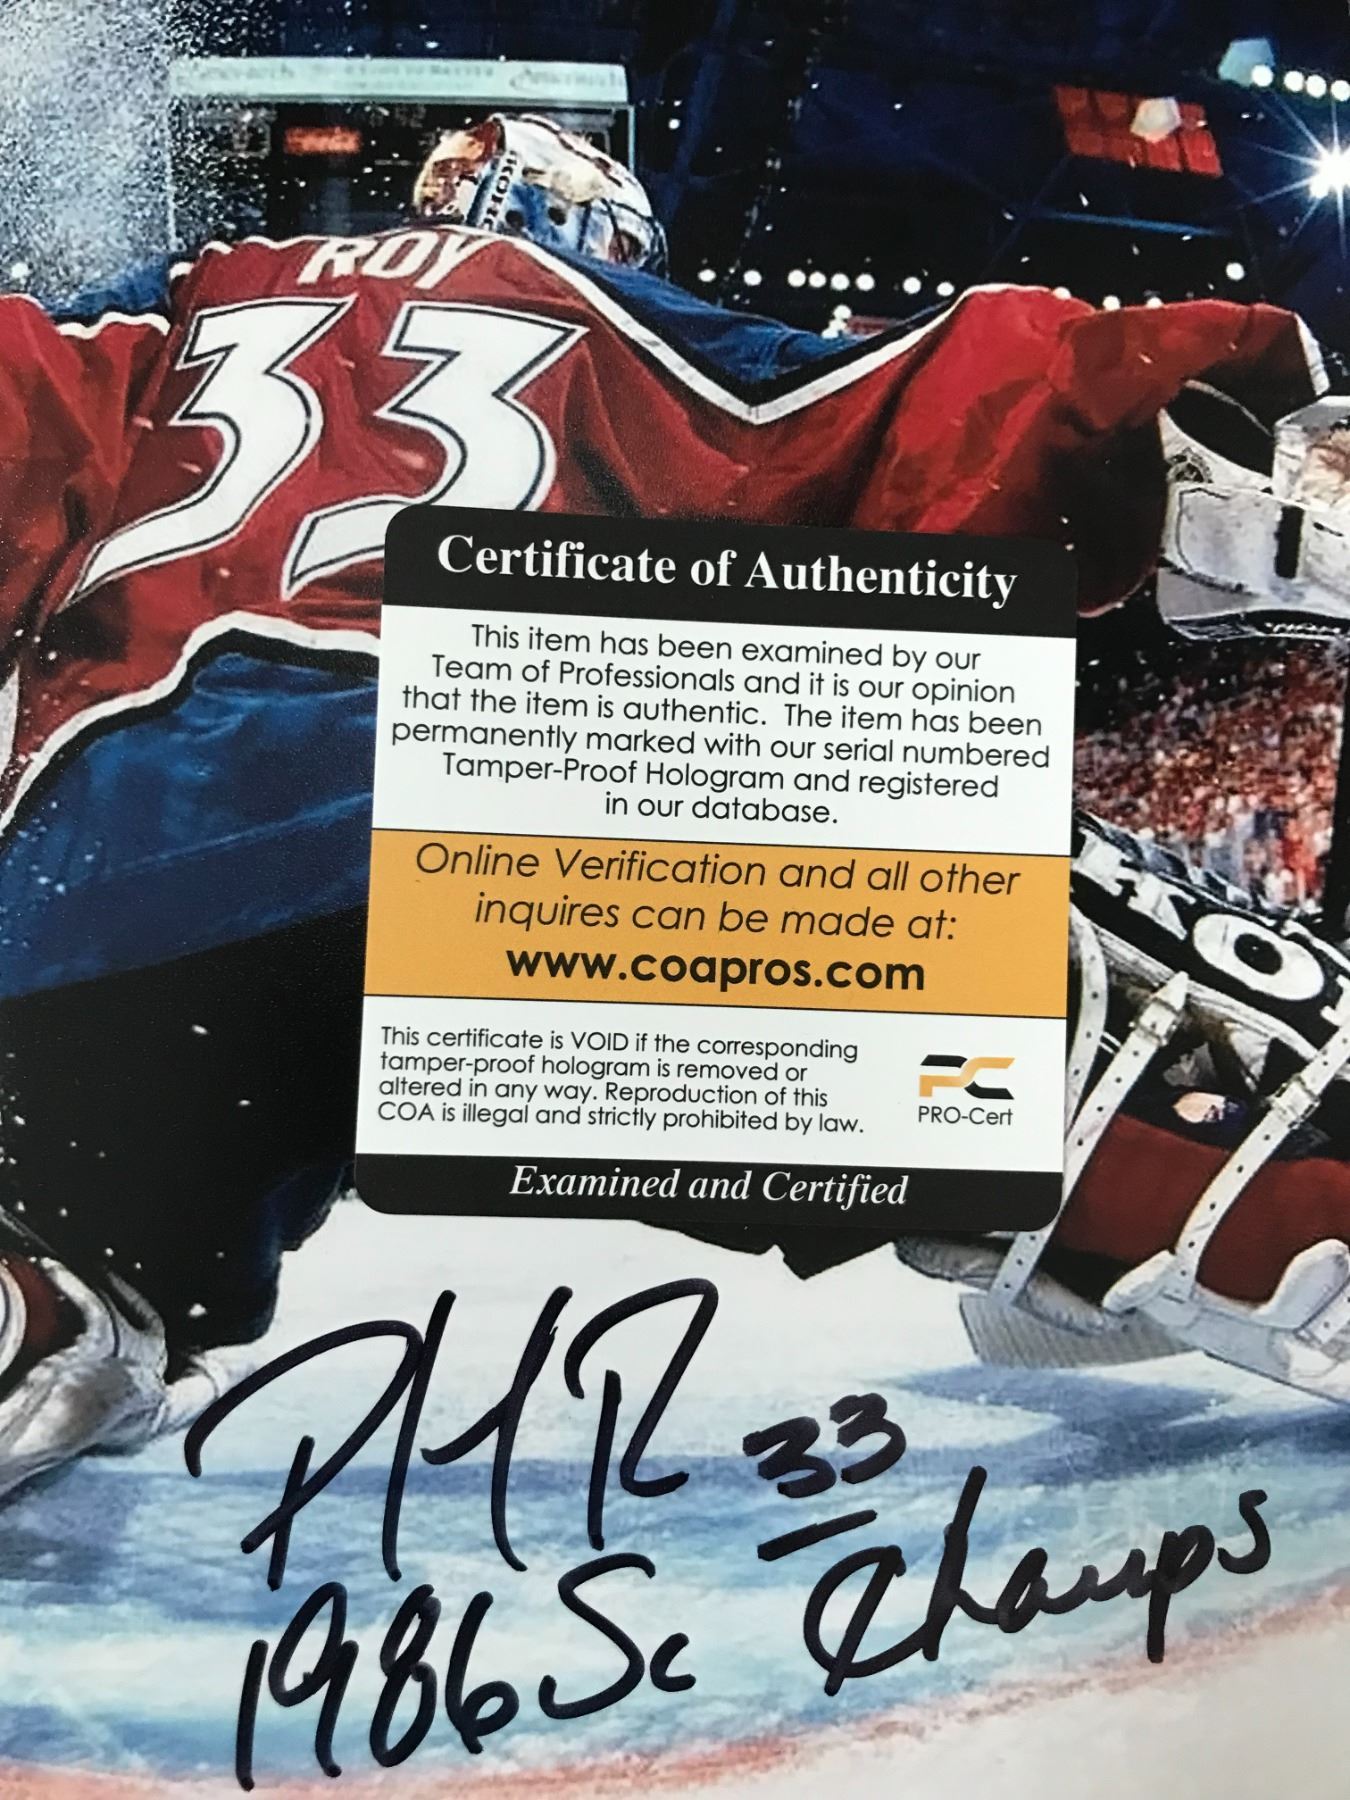 KOHO
ROY
33
Certificate of Authenticity
This item has been examined by our
Team of Professionals and it is our opinion
that the item is authentic. The item has been
permanently marked with our serial numbered
Tamper-Proof Hologram and registered
in our database.
Online Verification and all other
inquires can be made at:
www.coapros.com
This certificate is VOID if the corresponding
tamper-proof hologram is removed or
altered in any way. Reproduction of this
COA is illegal and strictly prohibited by law.
PC
PRO-Cert
Examined and Certified
33
1986 Sc Champs